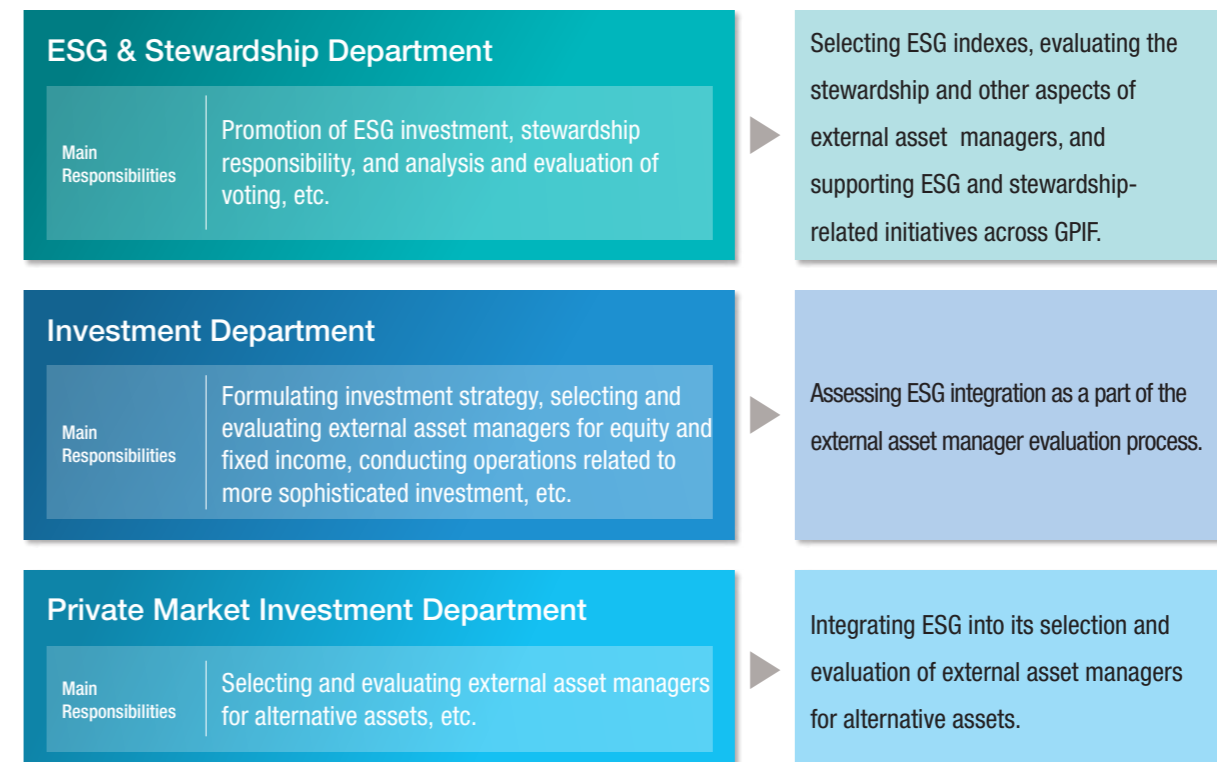 ESG & Stewardship Department
Main
Responsibilities
Promotion of ESG investment, stewardship
responsibility, and analysis and evaluation of
voting, etc.
Selecting ESG indexes, evaluating the
stewardship and other aspects of
external asset managers, and
supporting ESG and stewardship-
related initiatives across GPIF.
Investment Department
Main
Responsibilities
Formulating investment strategy, selecting and
evaluating external asset managers for equity and
fixed income, conducting operations related to
more sophisticated investment, etc.
Assessing ESG integration as a part of the
external asset manager evaluation process.
Private Market Investment Department
Main
Responsibilities
Selecting and evaluating external asset managers
for alternative assets, etc.
Integrating ESG into its selection and
evaluation of external asset managers
for alternative assets.